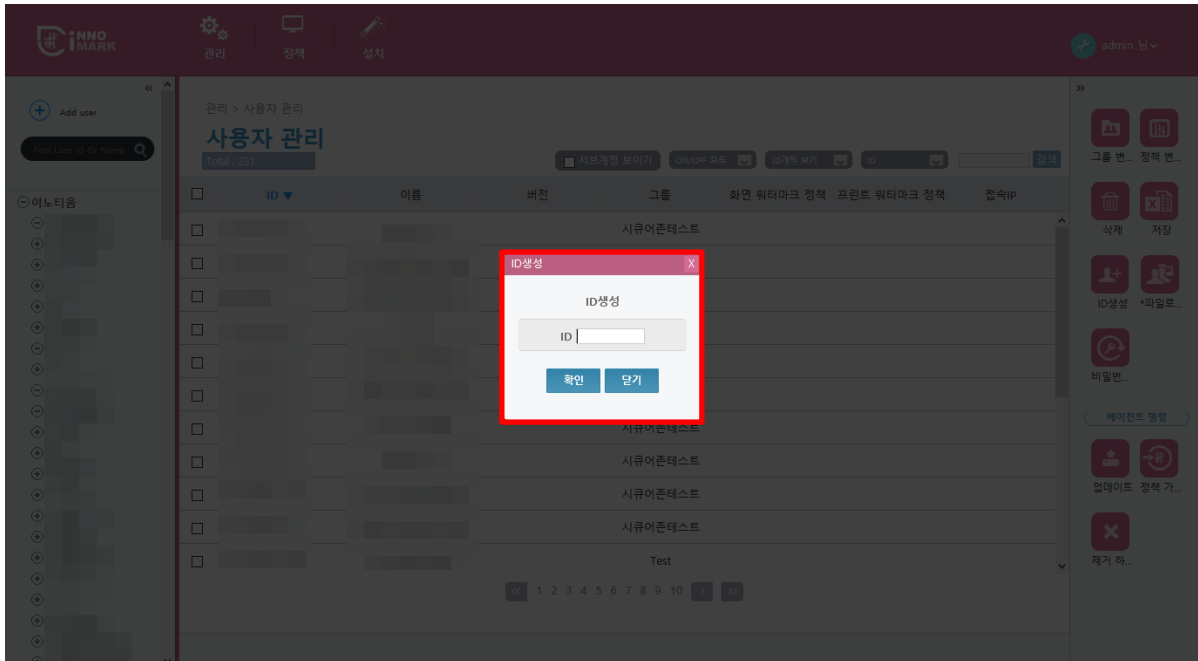 iNNO
MARK
관리
정책
설치
admin 님
Add user
Find User ID Or Name
이노티움
관리 > 사용자 관리
사용자 관리
Total : 231
서브계정 보이기
ON/OFF 모두
20개씩 보기
ID
검색
ID ▼ 이름 버전 그룹 화면 워터마크 정책 프린트 워터마크 정책 접속IP
시큐어존테스트
ID생성 X
ID생성
ID
확인 닫기
시큐어존테스트
시큐어존테스트
시큐어존테스트
시큐어존테스트
Test
« 1 2 3 4 5 6 7 8 9 10 > »
그룹 변... 정책 변...
삭제 저장
ID생성 *파일로...
비밀번...
에이전트 명령
업데이트 정책 가...
제거 하...